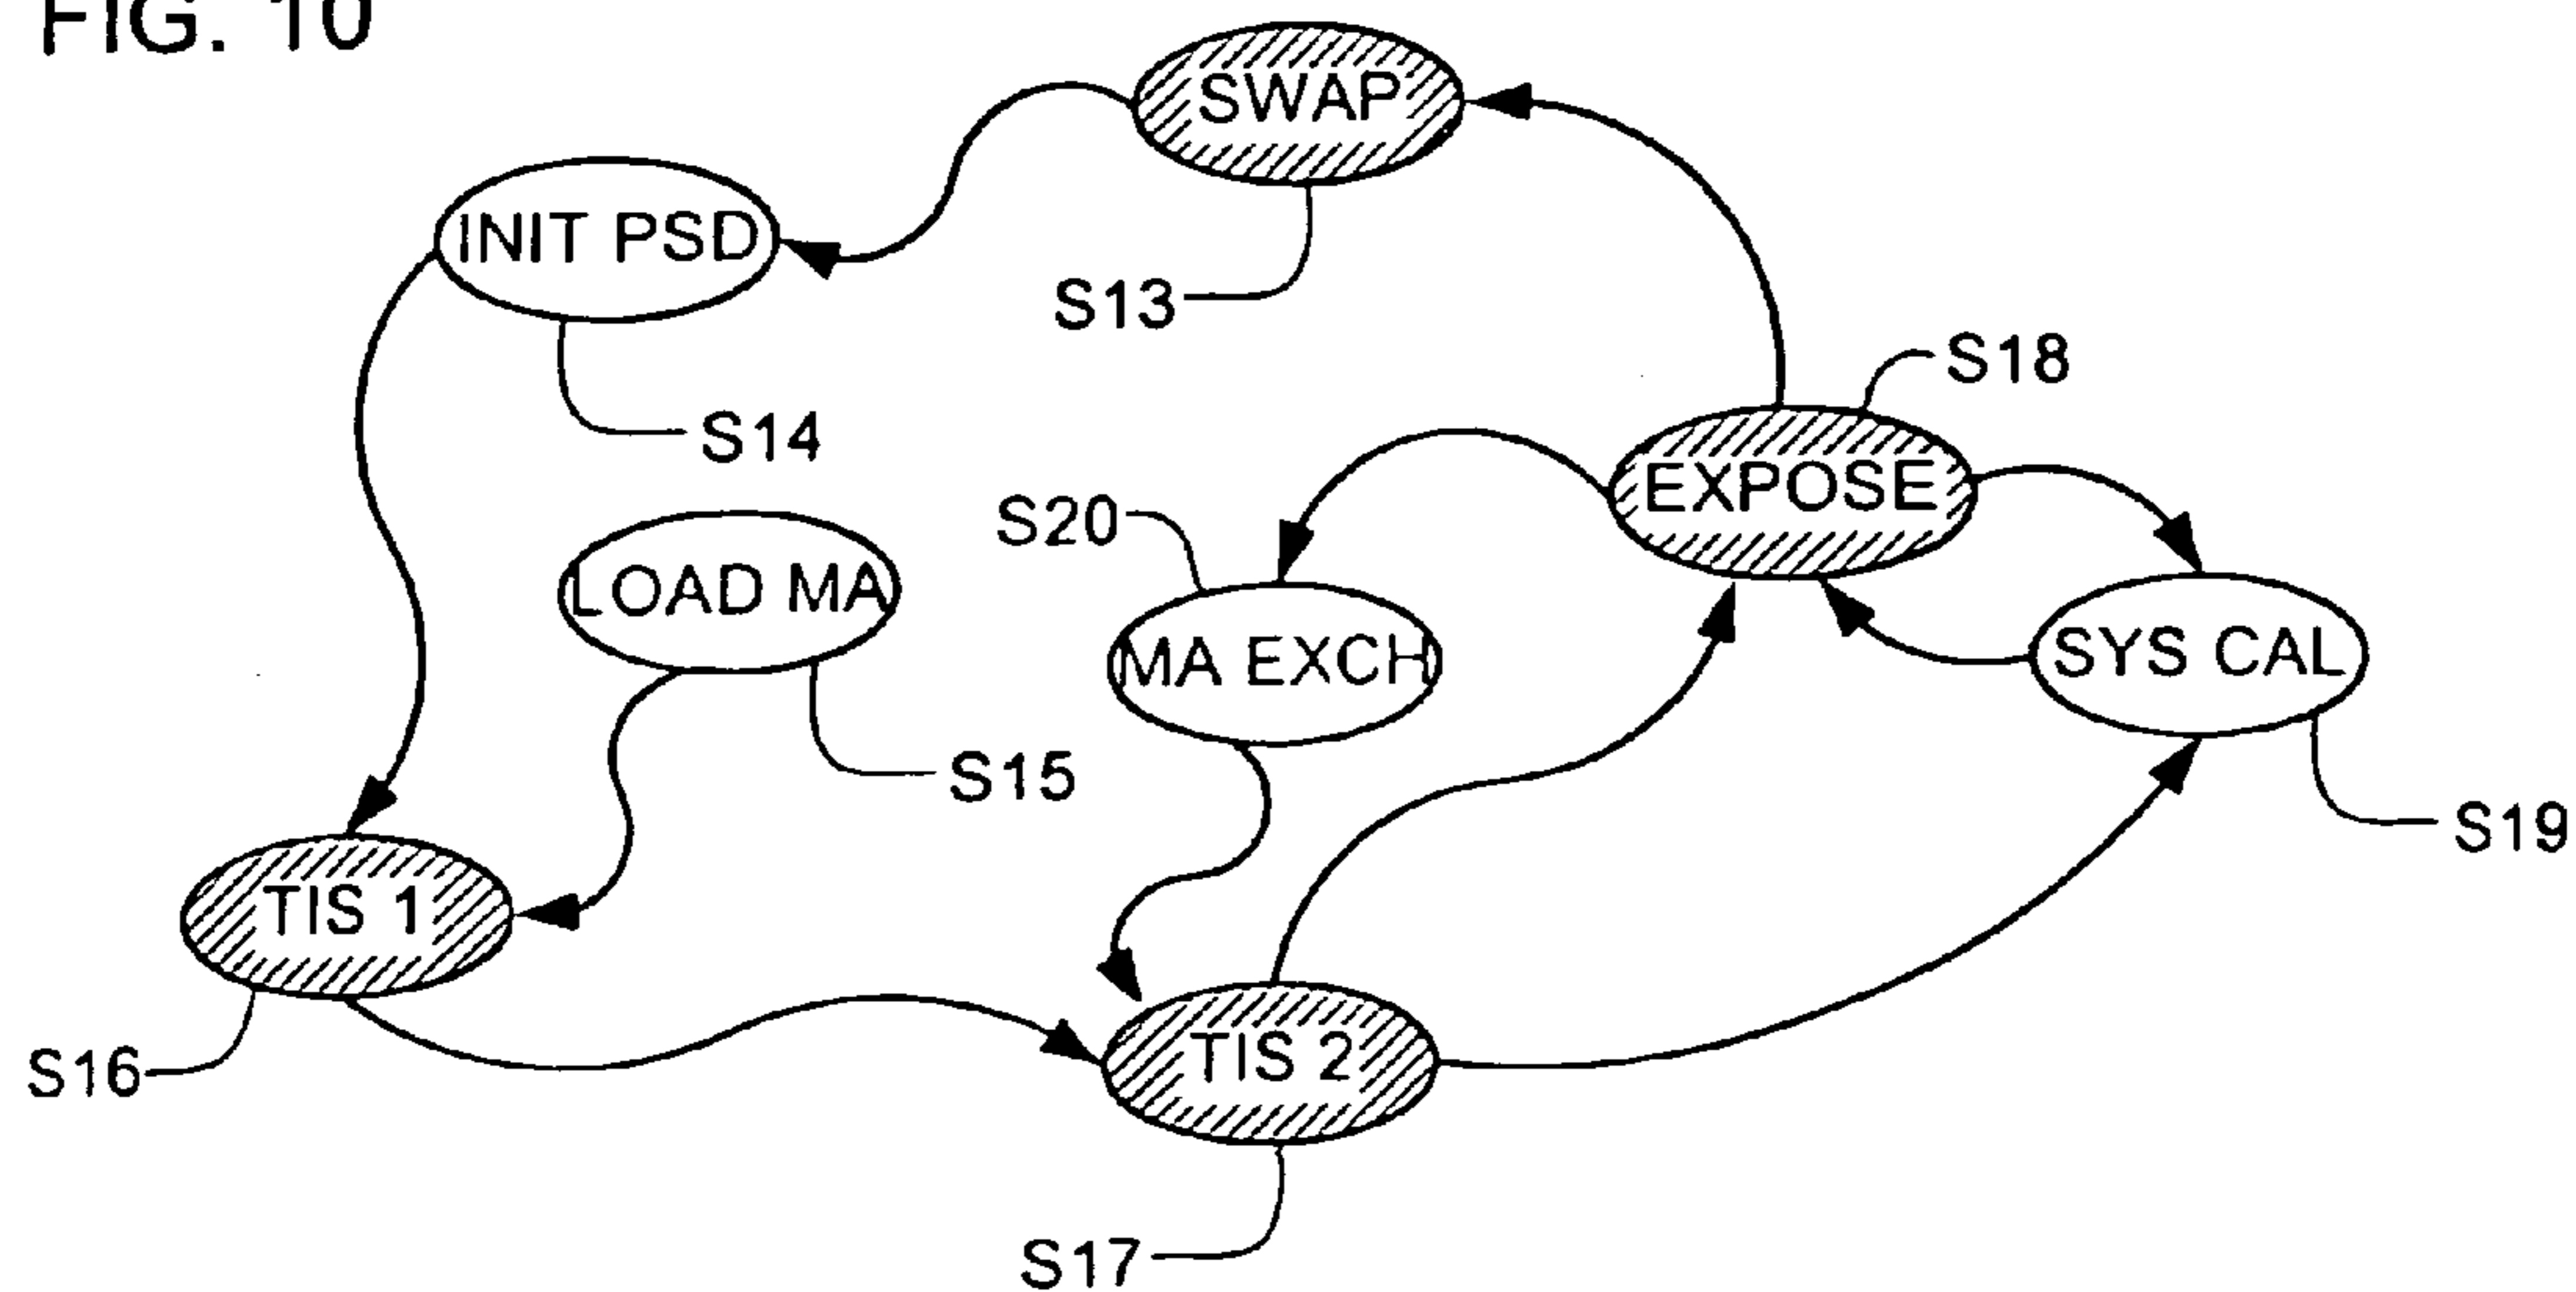 FIG. 10
SWAP
INIT PSD
S13
S18
S14
EXPOSE
S20
LOAD MA
MA EXCH
SYS CAL
S15
S19
TIS 1
TIS 2
S16
S17